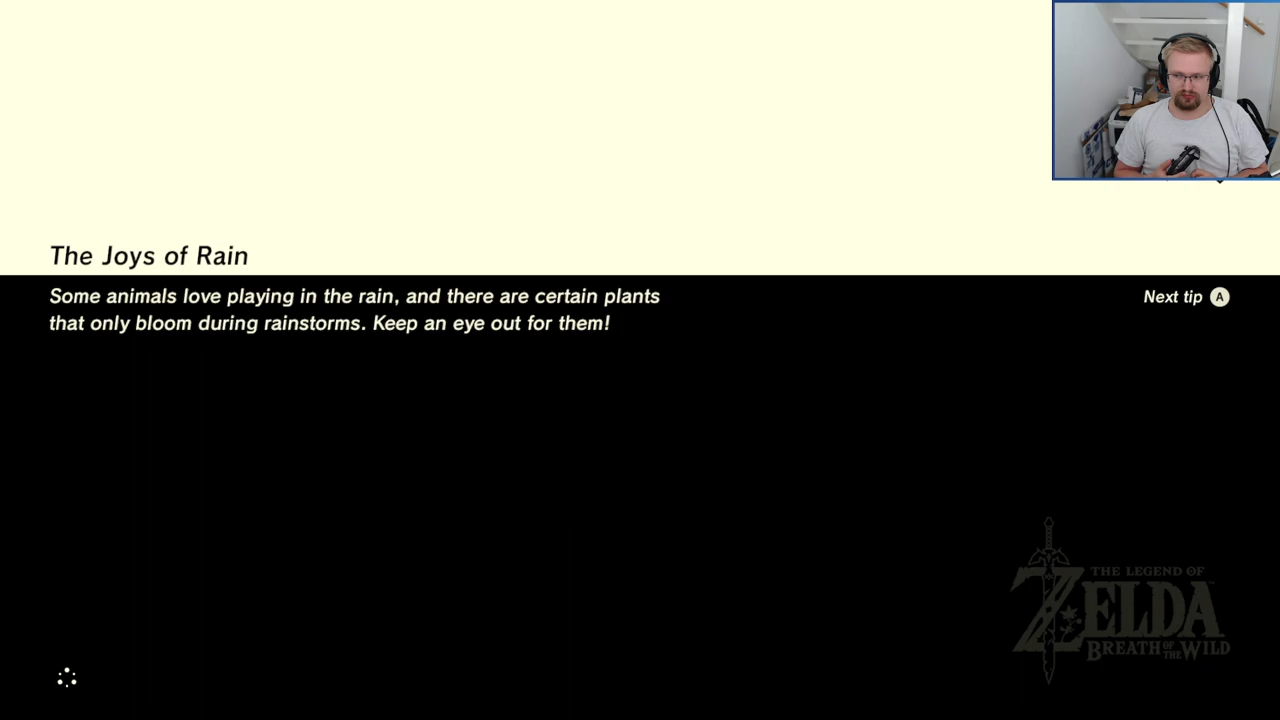 The Joys of Rain
Some animals love playing in the rain, and there are certain plants
that only bloom during rainstorms. Keep an eye out for them!
Next tip A
THE LEGEND OF
ZELDA
BREATH OF THE WILD